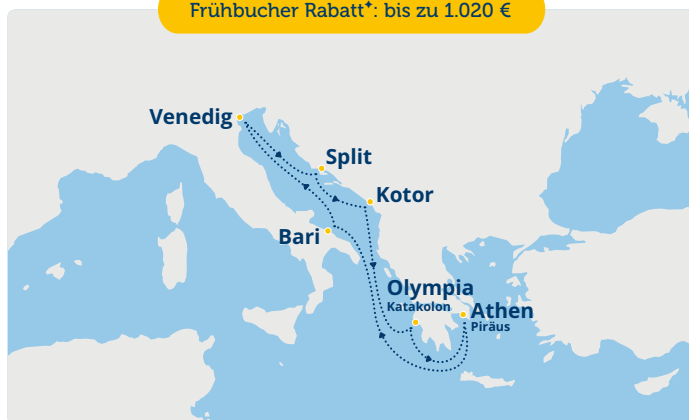 Frühbucher Rabatt✦: bis zu 1.020 €
Venedig
Split
Kotor
Bari
Olympia
Katakolon
Athen
Piräus